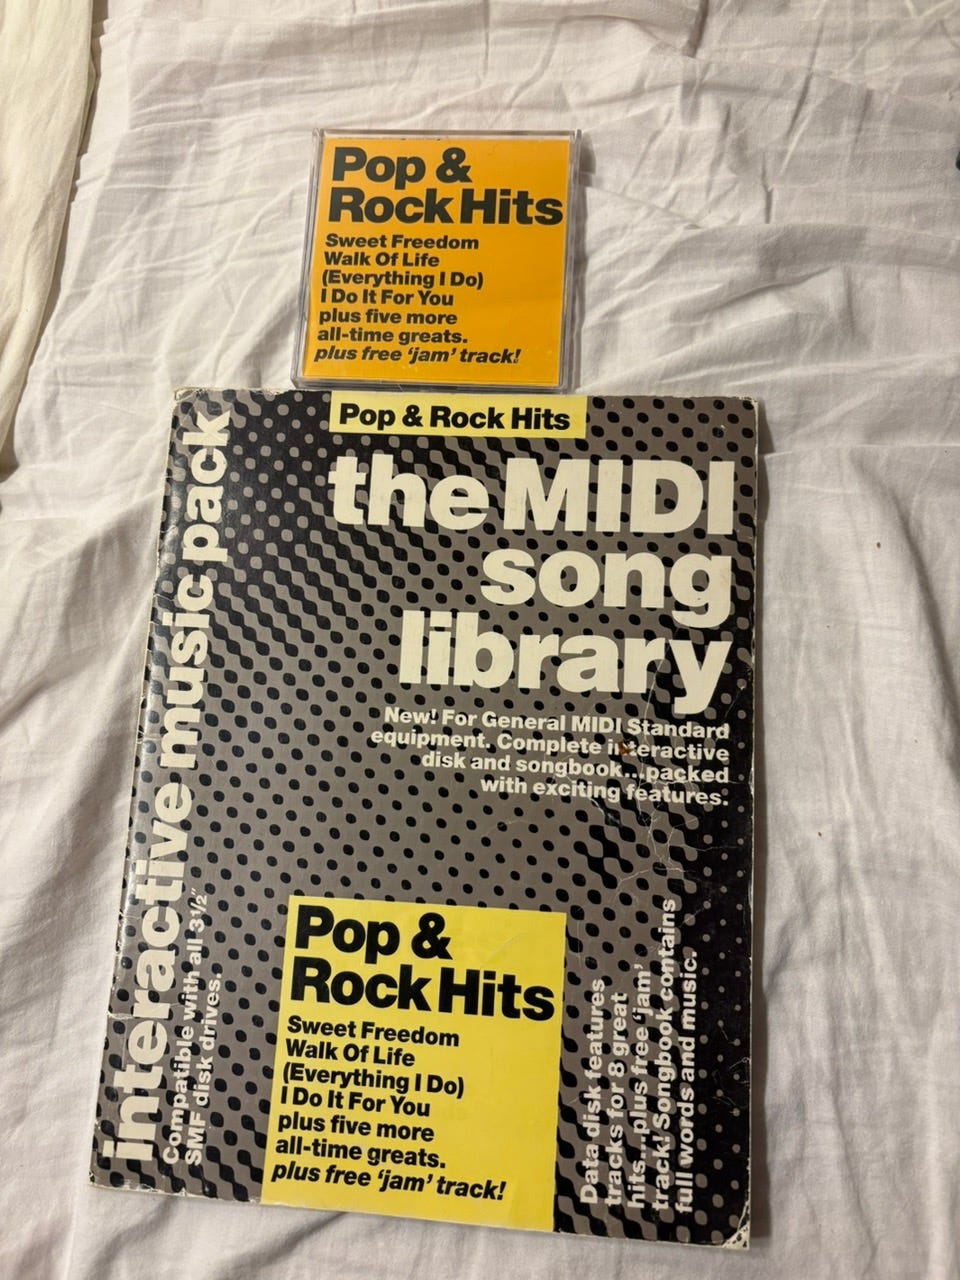 Pop &
Rock Hits
Sweet Freedom
Walk Of Life
(Everything I Do)
I Do It For You
plus five more
all-time greats.
plus free ‘jam’ track!
Pop & Rock Hits
the MIDI
song
library
New! For General MIDI Standard
equipment. Complete interactive
disk and songbook...packed
with exciting features.
interactive music pack
compatible with all 3½"
SMF disk drives.
Pop &
Rock Hits
Sweet Freedom
Walk Of Life
(Everything I Do)
I Do It For You
plus five more
all-time greats.
plus free ‘jam’ track!
Data disk features
tracks for 8 great
hits...plus free ‘jam’
track! Songbook contains
full words and music.